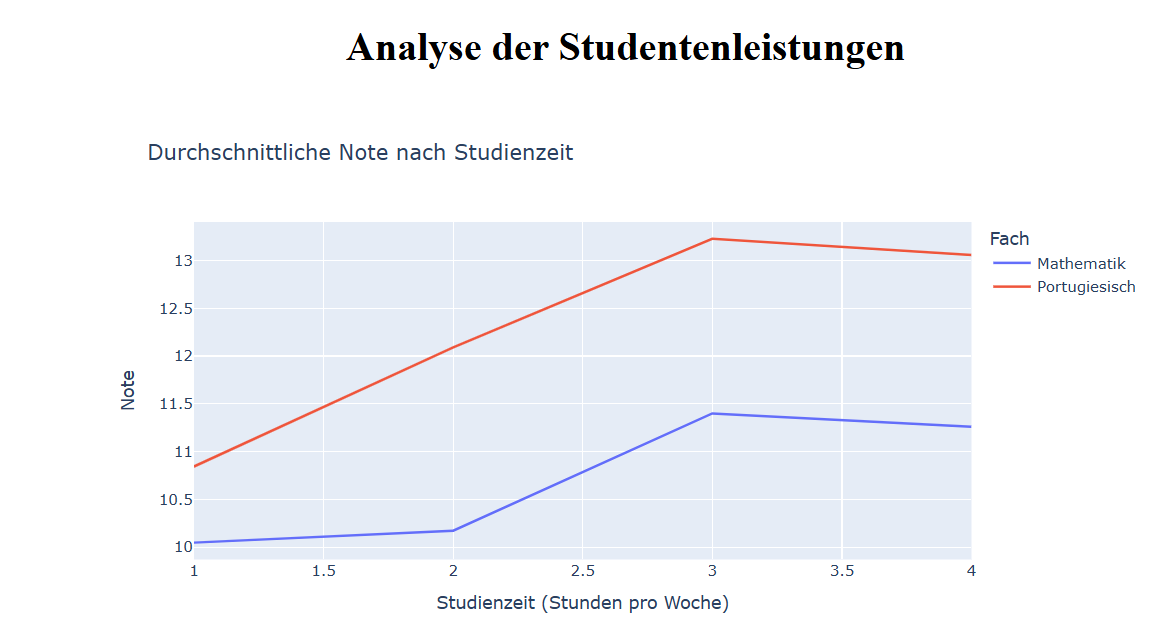 Analyse der Studentenleistungen
Durchschnittliche Note nach Studienzeit
Fach
Mathematik
Portugiesisch
Note
13
12.5
12
11.5
11
10.5
10
1 1.5 2 2.5 3 3.5 4
Studienzeit (Stunden pro Woche)